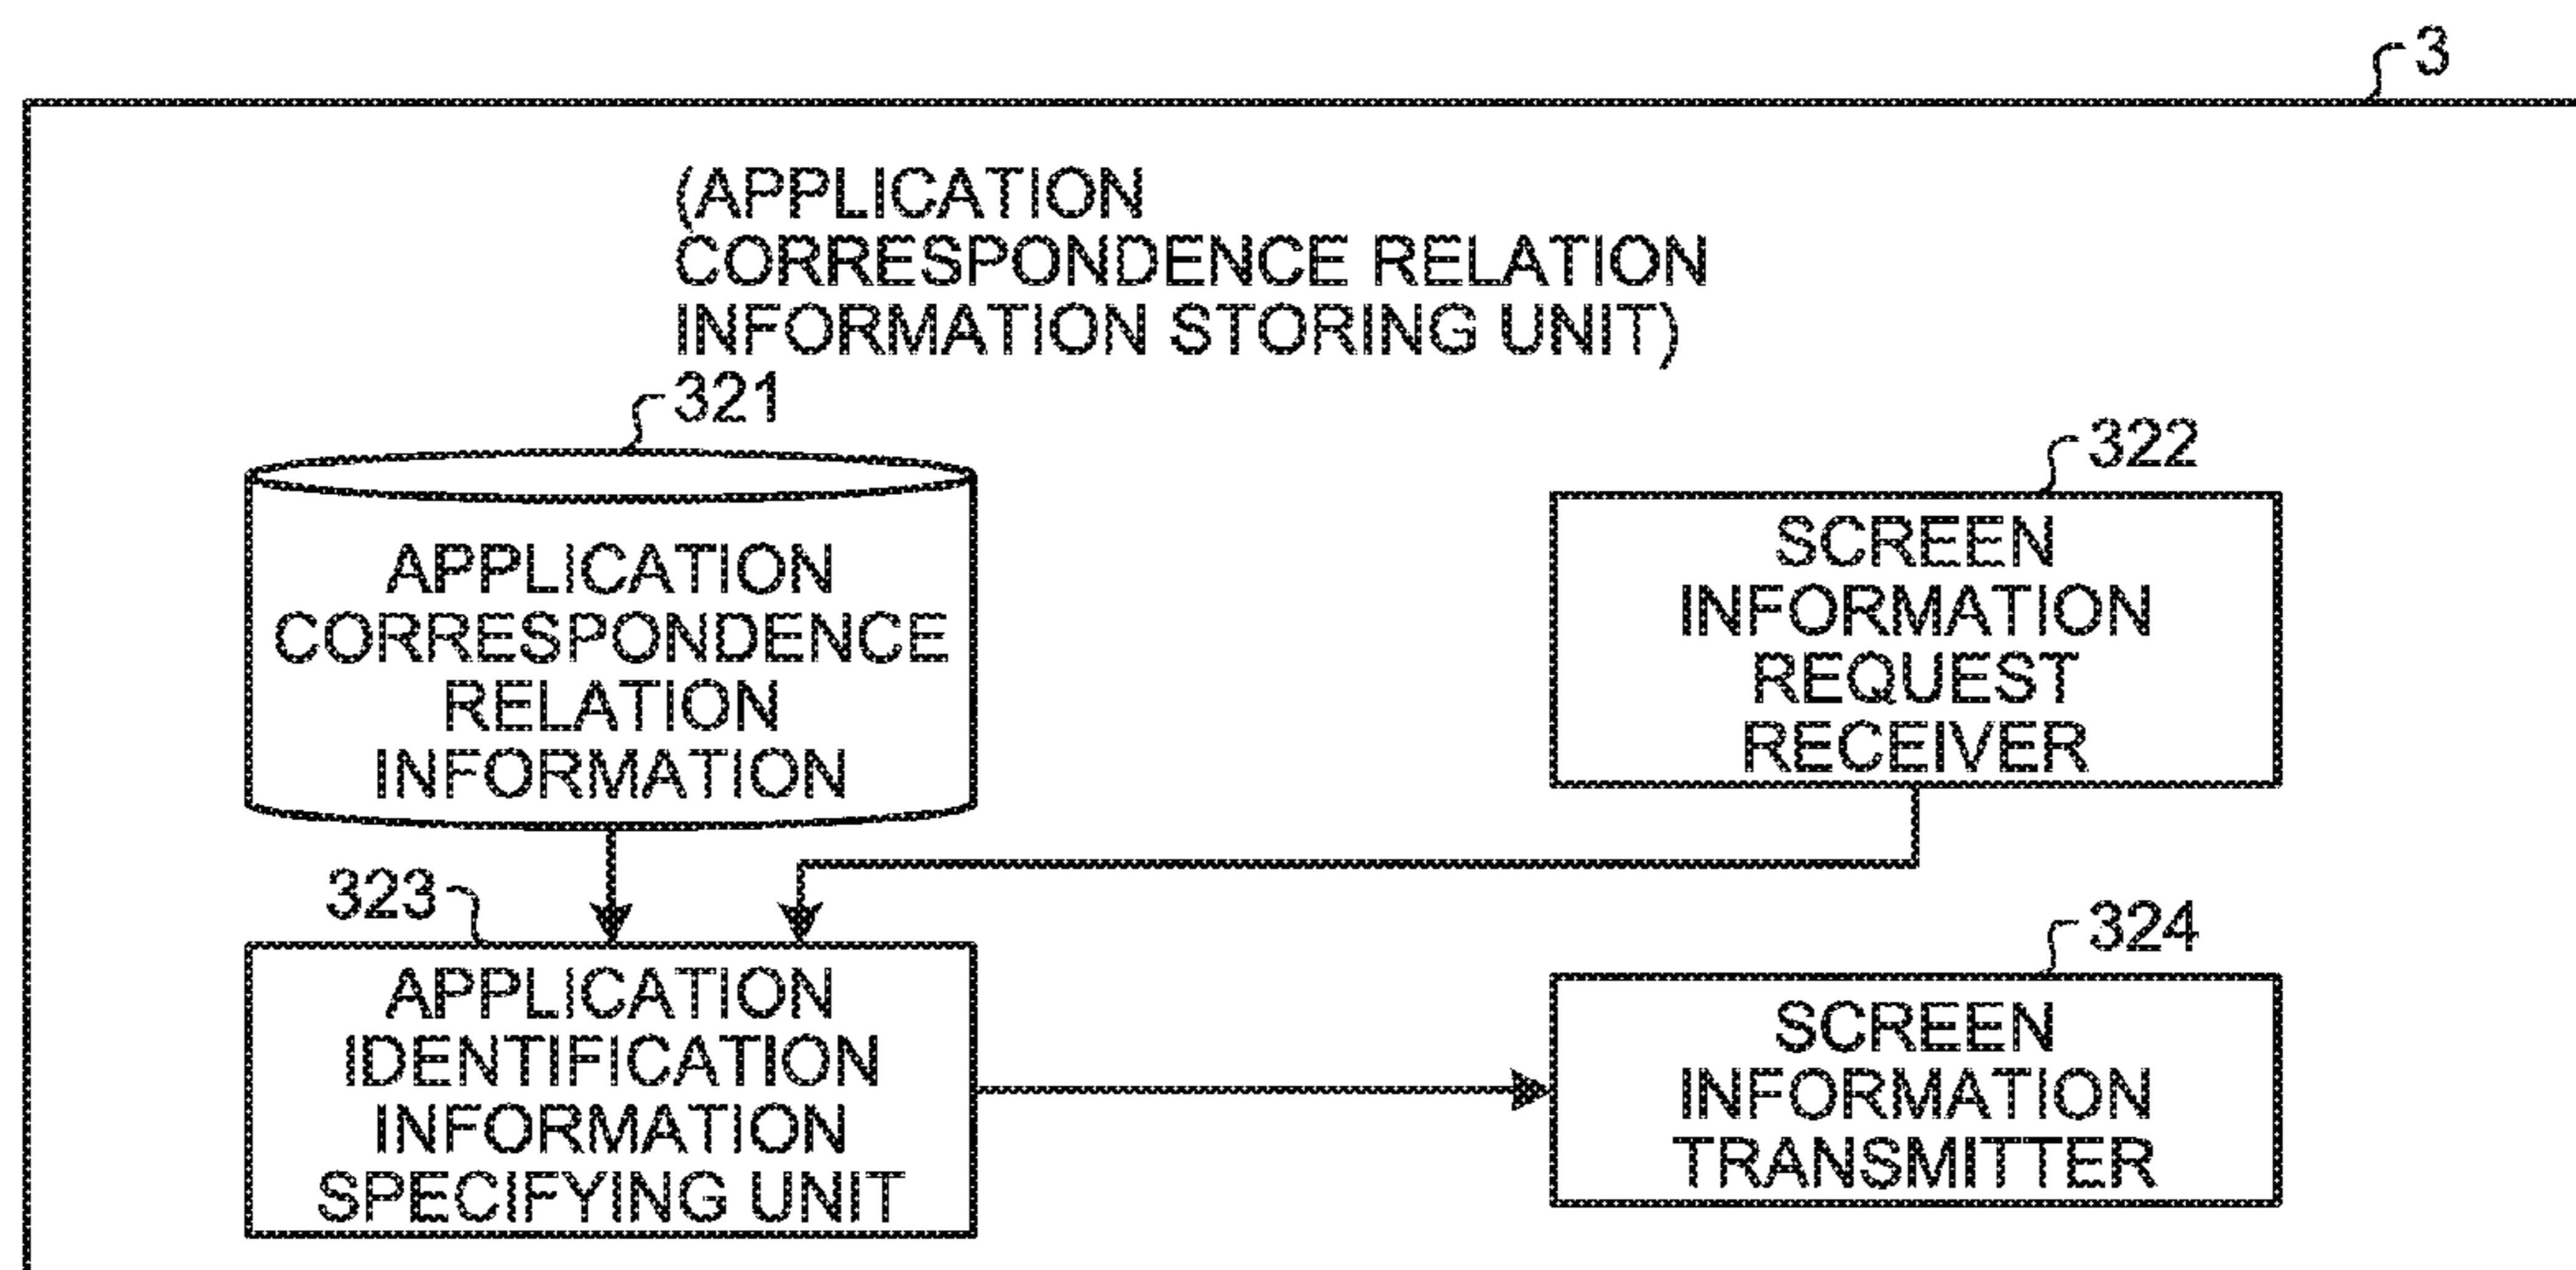 3
(APPLICATION
CORRESPONDENCE RELATION
INFORMATION STORING UNIT)
321
APPLICATION
CORRESPONDENCE
RELATION
INFORMATION
322
SCREEN
INFORMATION
REQUEST
RECEIVER
323
APPLICATION
IDENTIFICATION
INFORMATION
SPECIFYING UNIT
324
SCREEN
INFORMATION
TRANSMITTER